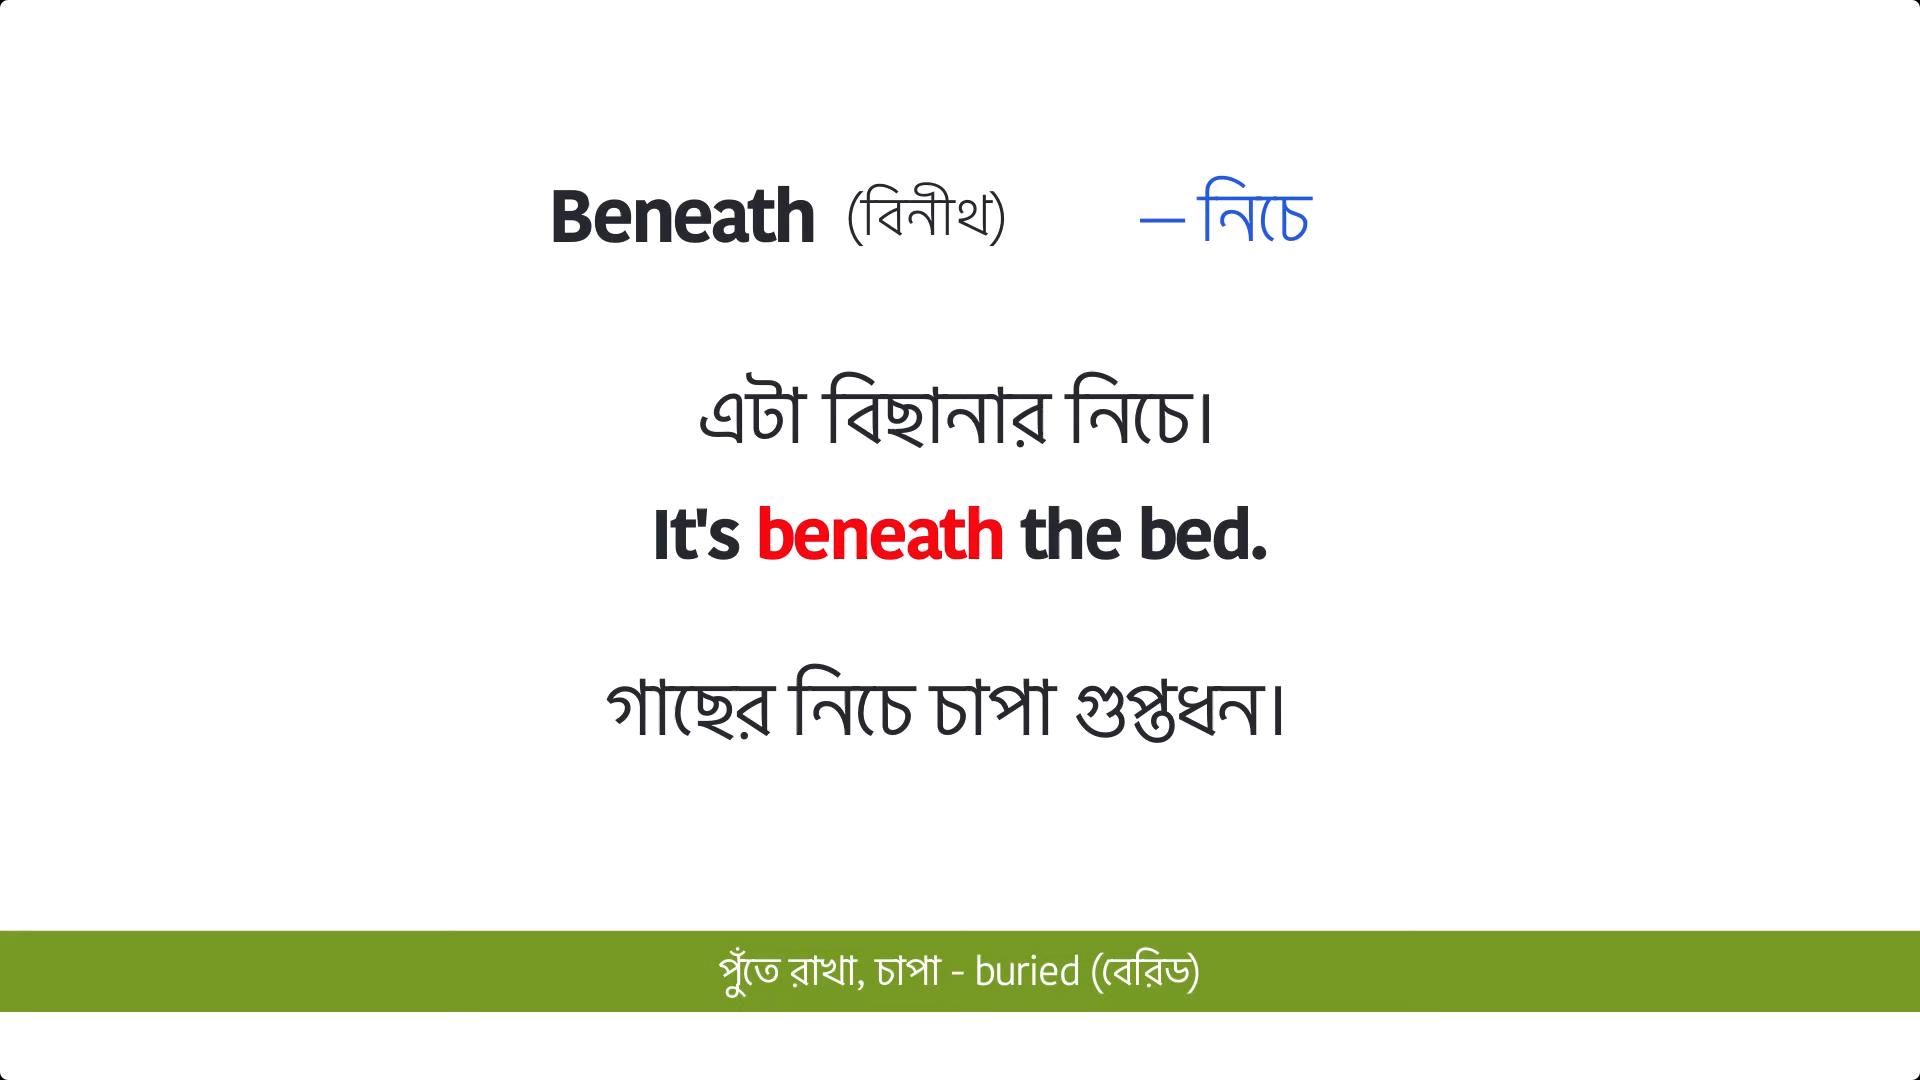 Beneath (বিনীথ) – নিচে
এটা বিছানার নিচে।
It's beneath the bed.
গাছের নিচে চাপা গুপ্তধন।
পুঁতে রাখা, চাপা - buried (বেরিড)